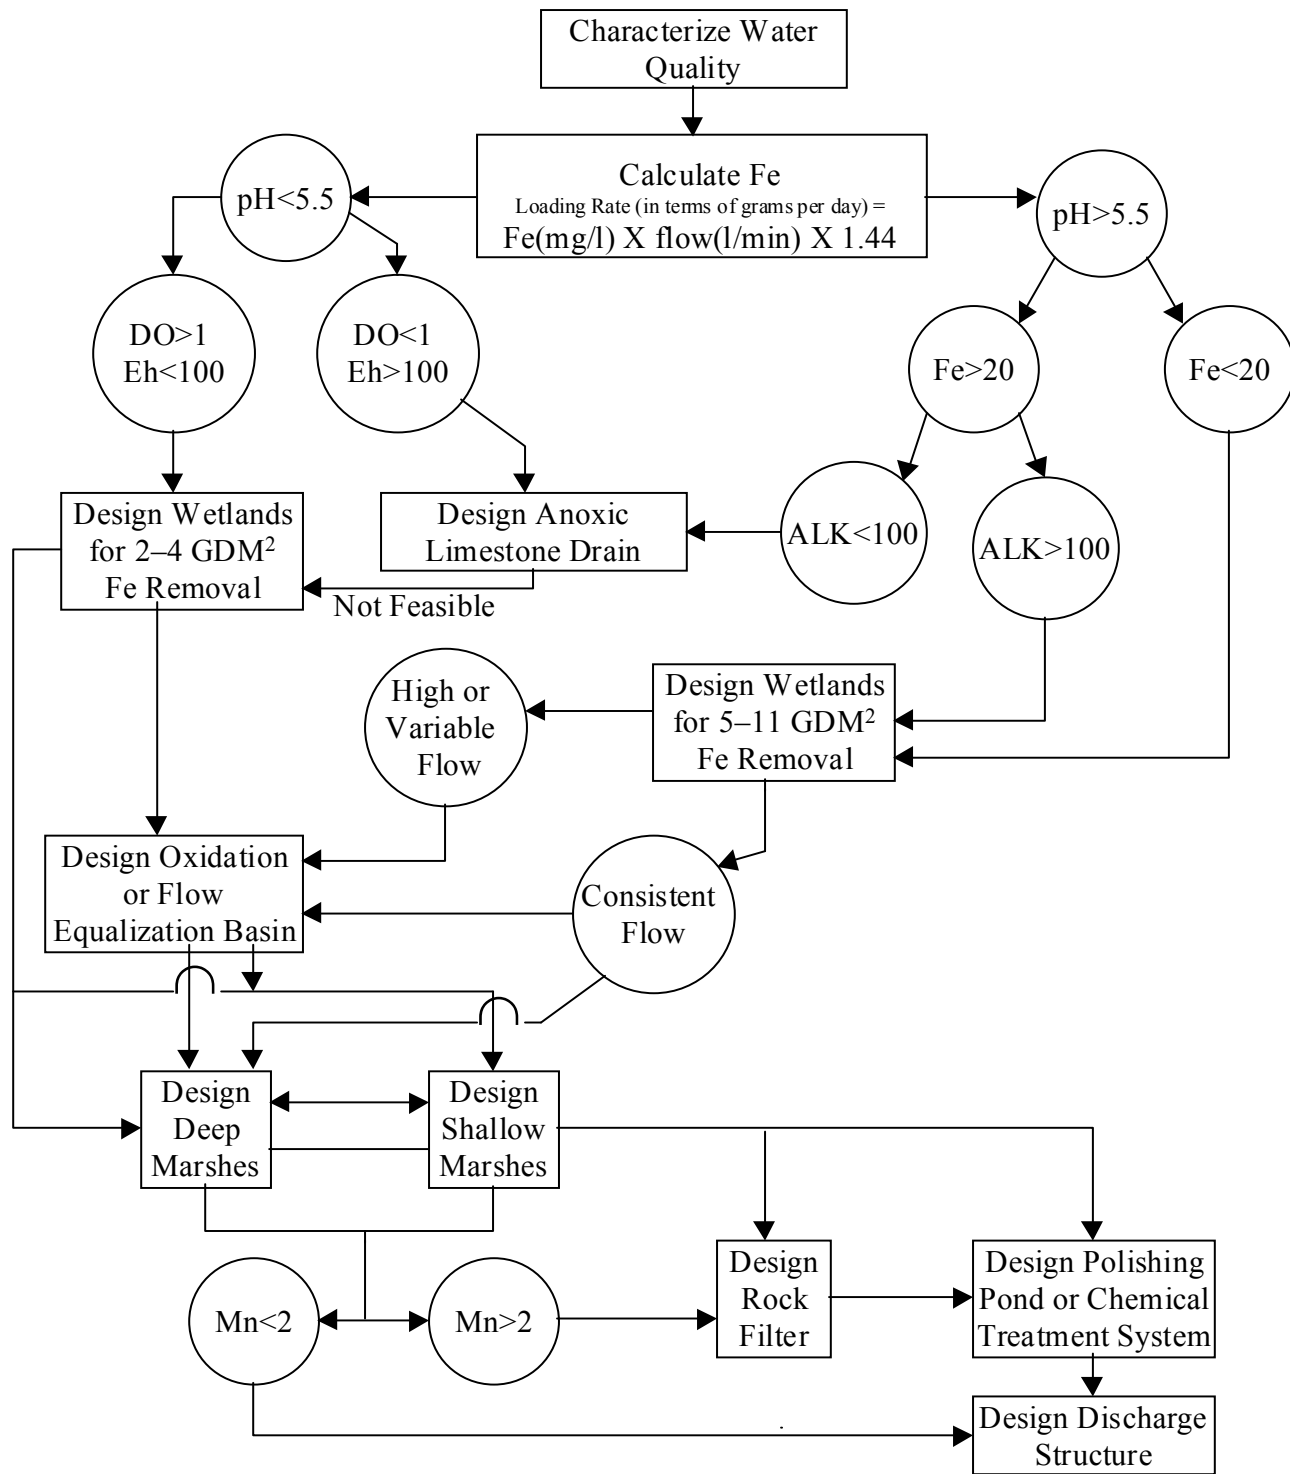 Characterize Water
Quality
Calculate Fe
Loading Rate (in terms of grams per day) =
Fe(mg/l) X flow(l/min) X 1.44
pH<5.5
pH>5.5
DO>1
Eh<100
DO<1
Eh>100
Fe>20
Fe<20
Design Wetlands
for 2–4 GDM²
Fe Removal
Design Anoxic
Limestone Drain
ALK<100
ALK>100
Not Feasible
High or
Variable
Flow
Design Wetlands
for 5–11 GDM²
Fe Removal
Design Oxidation
or Flow
Equalization Basin
Consistent
Flow
Design
Deep
Marshes
Design
Shallow
Marshes
Mn<2
Mn>2
Design
Rock
Filter
Design Polishing
Pond or Chemical
Treatment System
Design Discharge
Structure